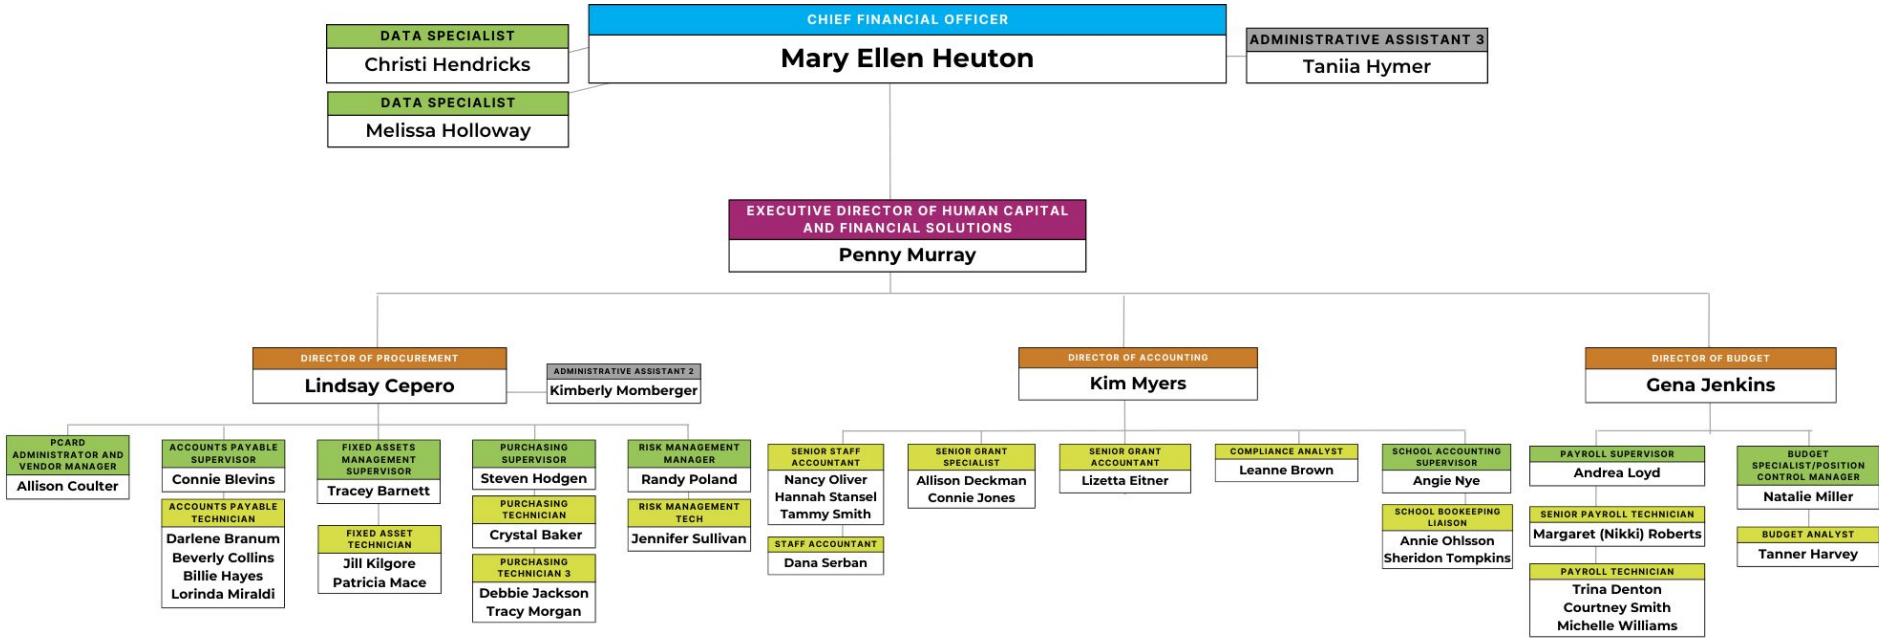 CHIEF FINANCIAL OFFICER
Mary Ellen Heuton
DATA SPECIALIST
Christi Hendricks
DATA SPECIALIST
Melissa Holloway
ADMINISTRATIVE ASSISTANT 3
Taniia Hymer
EXECUTIVE DIRECTOR OF HUMAN CAPITAL
AND FINANCIAL SOLUTIONS
Penny Murray
DIRECTOR OF PROCUREMENT
Lindsay Cepero
ADMINISTRATIVE ASSISTANT 2
Kimberly Momberger
DIRECTOR OF ACCOUNTING
Kim Myers
DIRECTOR OF BUDGET
Gena Jenkins
PCARD
ADMINISTRATOR AND
VENDOR MANAGER
Allison Coulter
ACCOUNTS PAYABLE
SUPERVISOR
Connie Blevins
ACCOUNTS PAYABLE
TECHNICIAN
Darlene Branum
Beverly Collins
Billie Hayes
Lorinda Miraldi
FIXED ASSETS
MANAGEMENT
SUPERVISOR
Tracey Barnett
FIXED ASSET
TECHNICIAN
Jill Kilgore
Patricia Mace
PURCHASING
SUPERVISOR
Steven Hodgen
PURCHASING
TECHNICIAN
Crystal Baker
PURCHASING
TECHNICIAN 3
Debbie Jackson
Tracy Morgan
RISK MANAGEMENT
MANAGER
Randy Poland
RISK MANAGEMENT
TECH
Jennifer Sullivan
SENIOR STAFF
ACCOUNTANT
Nancy Oliver
Hannah Stansel
Tammy Smith
STAFF ACCOUNTANT
Dana Serban
SENIOR GRANT
SPECIALIST
Allison Deckman
Connie Jones
SENIOR GRANT
ACCOUNTANT
Lizetta Eitner
COMPLIANCE ANALYST
Leanne Brown
SCHOOL ACCOUNTING
SUPERVISOR
Angie Nye
SCHOOL BOOKEEPING
LIAISON
Annie Ohlsson
Sheridon Tompkins
PAYROLL SUPERVISOR
Andrea Loyd
SENIOR PAYROLL TECHNICIAN
Margaret (Nikki) Roberts
PAYROLL TECHNICIAN
Trina Denton
Courtney Smith
Michelle Williams
BUDGET
SPECIALIST/POSITION
CONTROL MANAGER
Natalie Miller
BUDGET ANALYST
Tanner Harvey